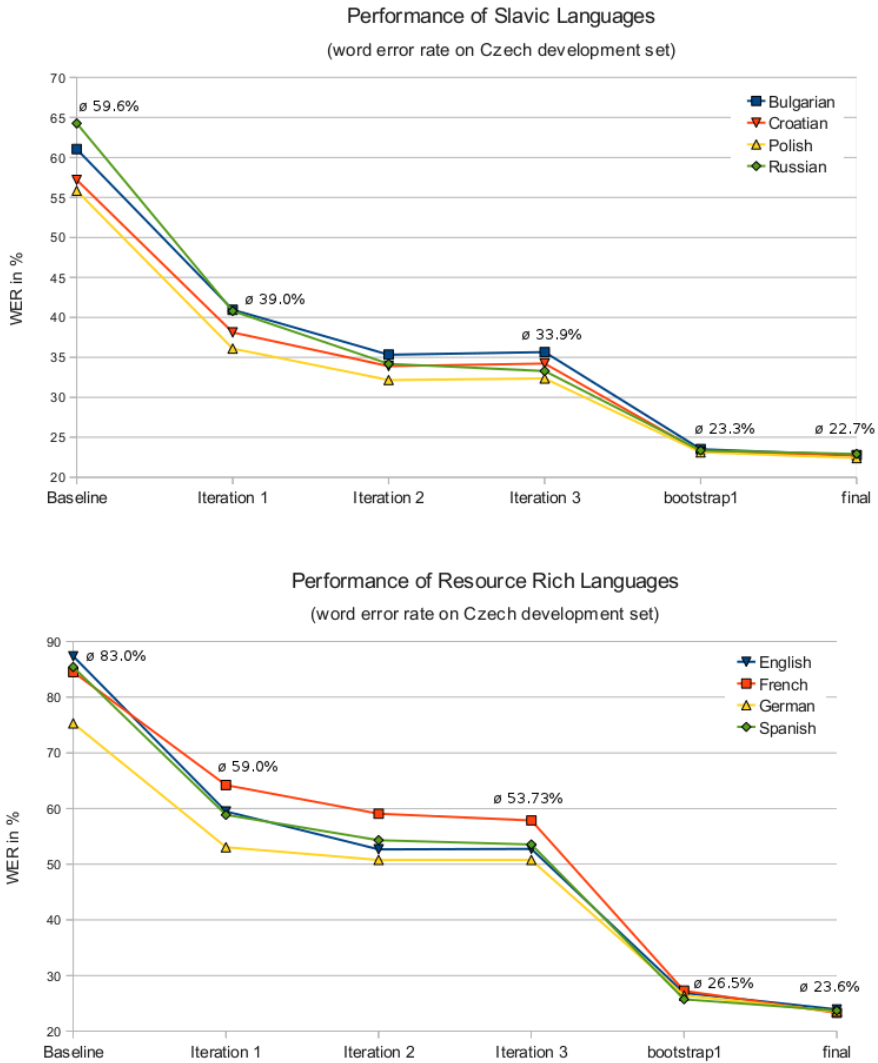 Performance of Slavic Languages
(word error rate on Czech development set)
70
65
60
55
50
45
40
35
30
25
20
WER in %
ø 59.6%
ø 39.0%
ø 33.9%
ø 23.3%
ø 22.7%
Bulgarian
Croatian
Polish
Russian
Baseline
Iteration 1
Iteration 2
Iteration 3
bootstrap1
final
Performance of Resource Rich Languages
(word error rate on Czech development set)
90
80
70
60
50
40
30
20
WER in %
ø 83.0%
ø 59.0%
ø 53.73%
ø 26.5%
ø 23.6%
English
French
German
Spanish
Baseline
Iteration 1
Iteration 2
Iteration 3
bootstrap1
final